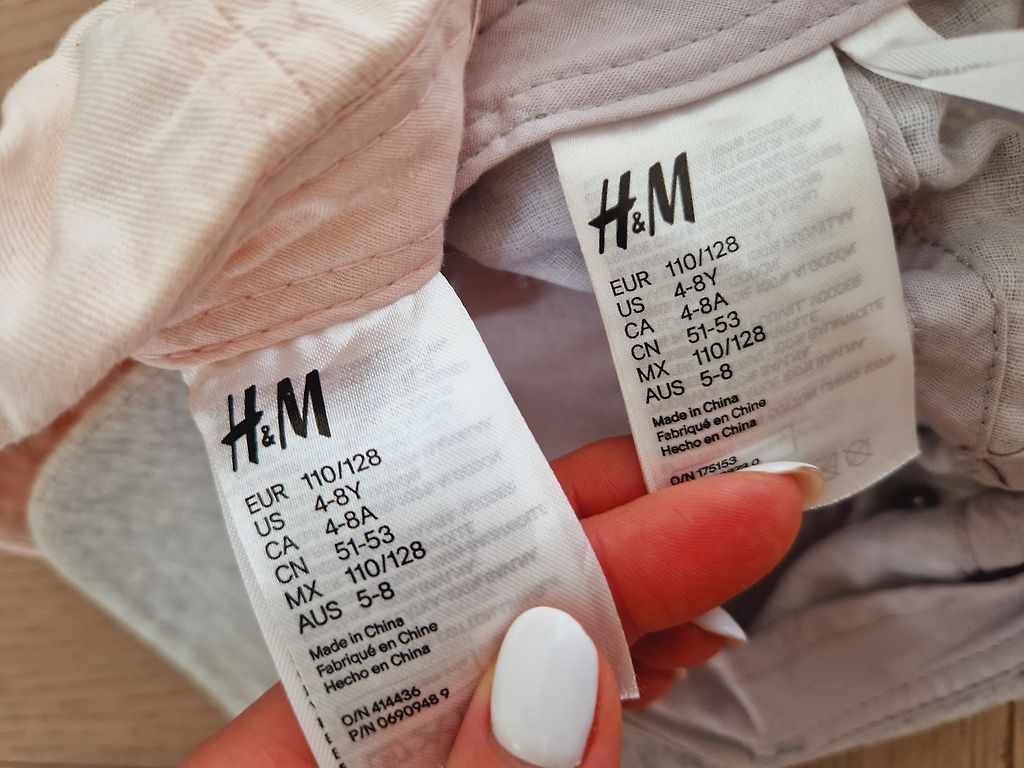 H&M
EUR 110/128
US 4-8Y
CA 4-8A
CN 51-53
MX 110/128
AUS 5-8
Made in China
Fabriqué en Chine
Hecho en China
O/N 414436
P/N 0690948 9
H&M
EUR 110/128
US 4-8Y
CA 4-8A
CN 51-53
MX 110/128
AUS 5-8
Made in China
Fabriqué en Chine
Hecho en China
O/N 175153